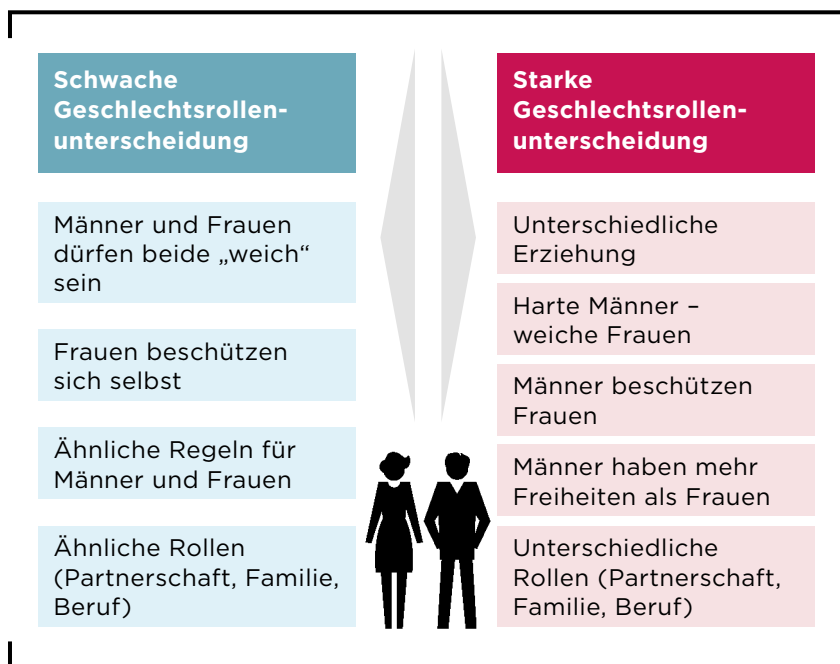 Schwache
Geschlechtsrollen-
unterscheidung
Männer und Frauen
dürfen beide „weich“
sein
Frauen beschützen
sich selbst
Ähnliche Regeln für
Männer und Frauen
Ähnliche Rollen
(Partnerschaft, Familie,
Beruf)
Starke
Geschlechtsrollen-
unterscheidung
Unterschiedliche
Erziehung
Harte Männer –
weiche Frauen
Männer beschützen
Frauen
Männer haben mehr
Freiheiten als Frauen
Unterschiedliche
Rollen (Partnerschaft,
Familie, Beruf)